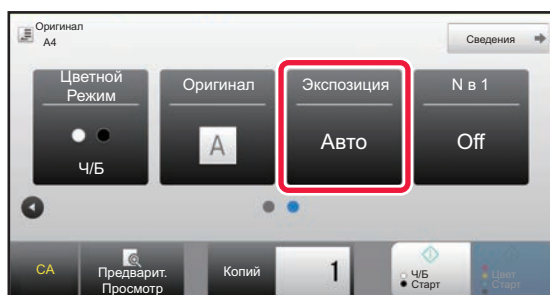 Оригинал
A4
Сведения
Цветной
Режим
Ч/Б
Оригинал
A
Экспозиция
Авто
N в 1
Off
CA
Предварит.
Просмотр
Копий
1
Ч/Б
Старт
Цвет
Старт